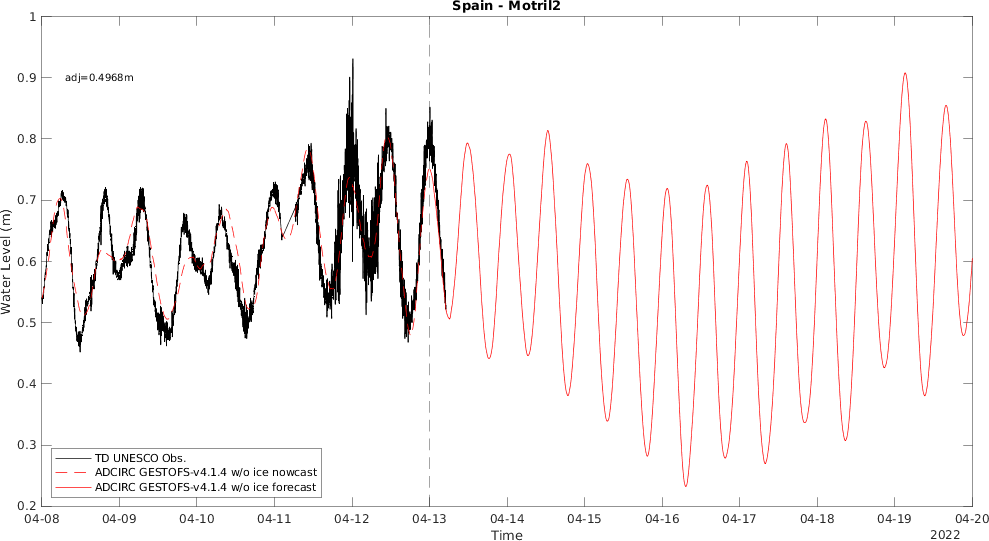 Spain - Motril2
1
0.9
0.8
0.7
0.6
0.5
0.4
0.3
0.2
Water Level (m)
adj=0.4968m
TD UNESCO Obs.
ADCIRC GESTOFS-v4.1.4 w/o ice nowcast
ADCIRC GESTOFS-v4.1.4 w/o ice forecast
04-08 04-09 04-10 04-11 04-12 04-13 04-14 04-15 04-16 04-17 04-18 04-19 04-20
Time
2022